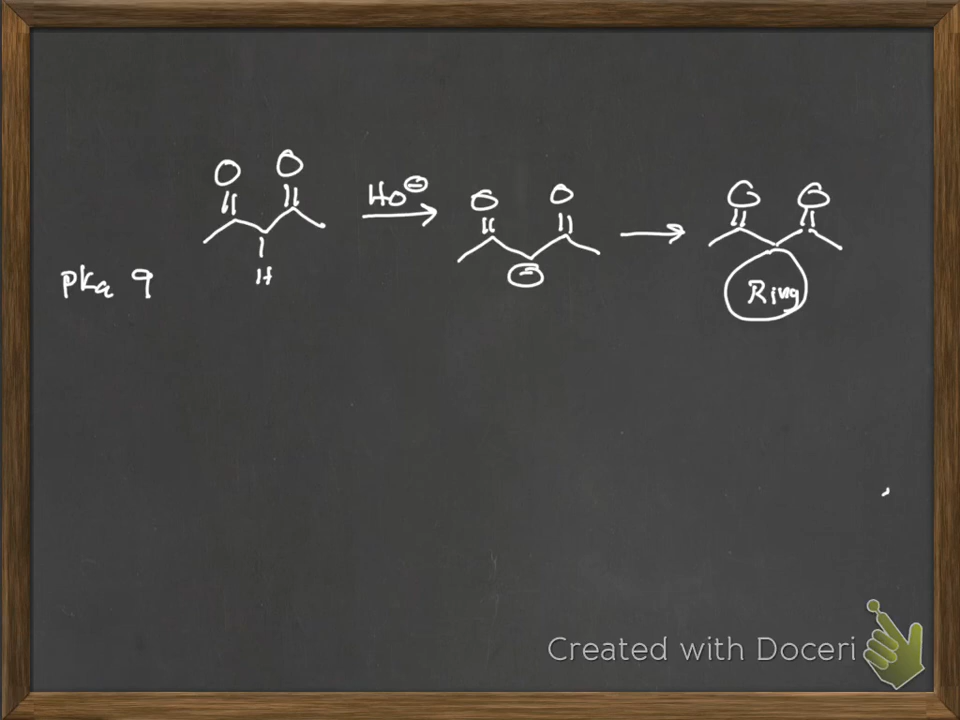 O O
|| ||
HO⊖
O O
|| ||
O O
|| ||
H
⊖
pka 9
Ring
Created with Doceri